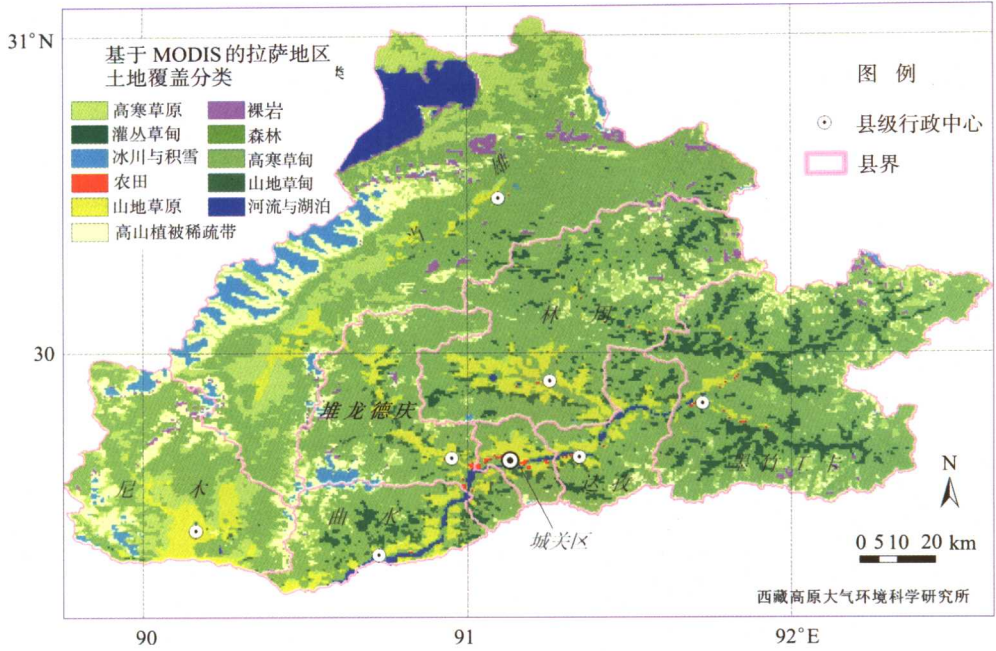 31°N
基于 MODIS 的拉萨地区
土地覆盖分类
高寒草原
裸岩
灌丛草甸
森林
冰川与积雪
高寒草甸
农田
山地草甸
山地草原
河流与湖泊
高山植被稀疏带
图 例
县级行政中心
县界
当 雄
30
林 周
堆龙德庆
尼 木
曲 水
达孜
城关区
N
0 5 10 20 km
西藏高原大气环境科学研究所
90
91
92°E